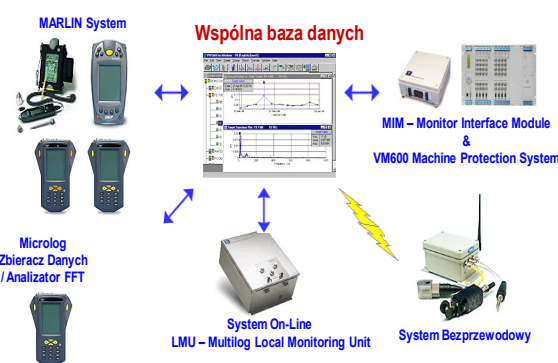 MARLIN System
Wspólna baza danych
MIM – Monitor Interface Module
&
VM600 Machine Protection System
Microlog
Zbieracz Danych
/ Analizator FFT
System On-Line
LMU – Multilog Local Monitoring Unit
System Bezprzewodowy